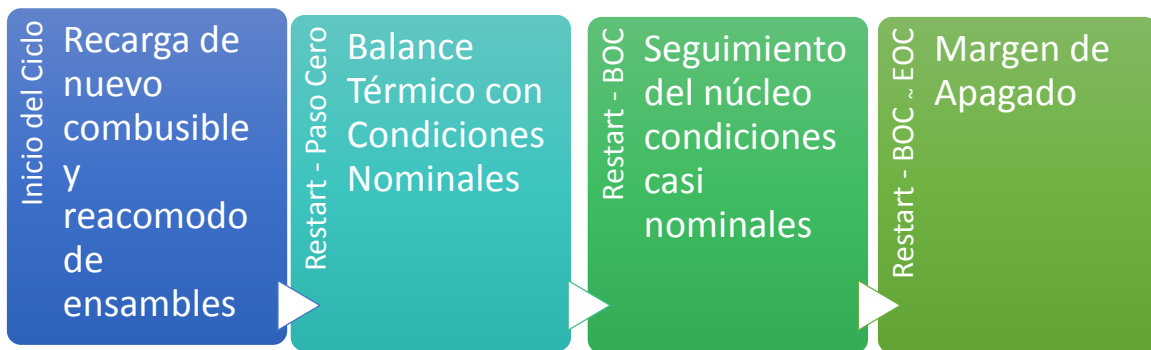 Inicio del Ciclo
Recarga de
nuevo
combusible
y
reacomodo
de
ensambles
Restart - Paso Cero
Balance
Térmico con
Condiciones
Nominales
Restart - BOC
Seguimiento
del núcleo
condiciones
casi
nominales
Restart - BOC ~ EOC
Margen de
Apagado